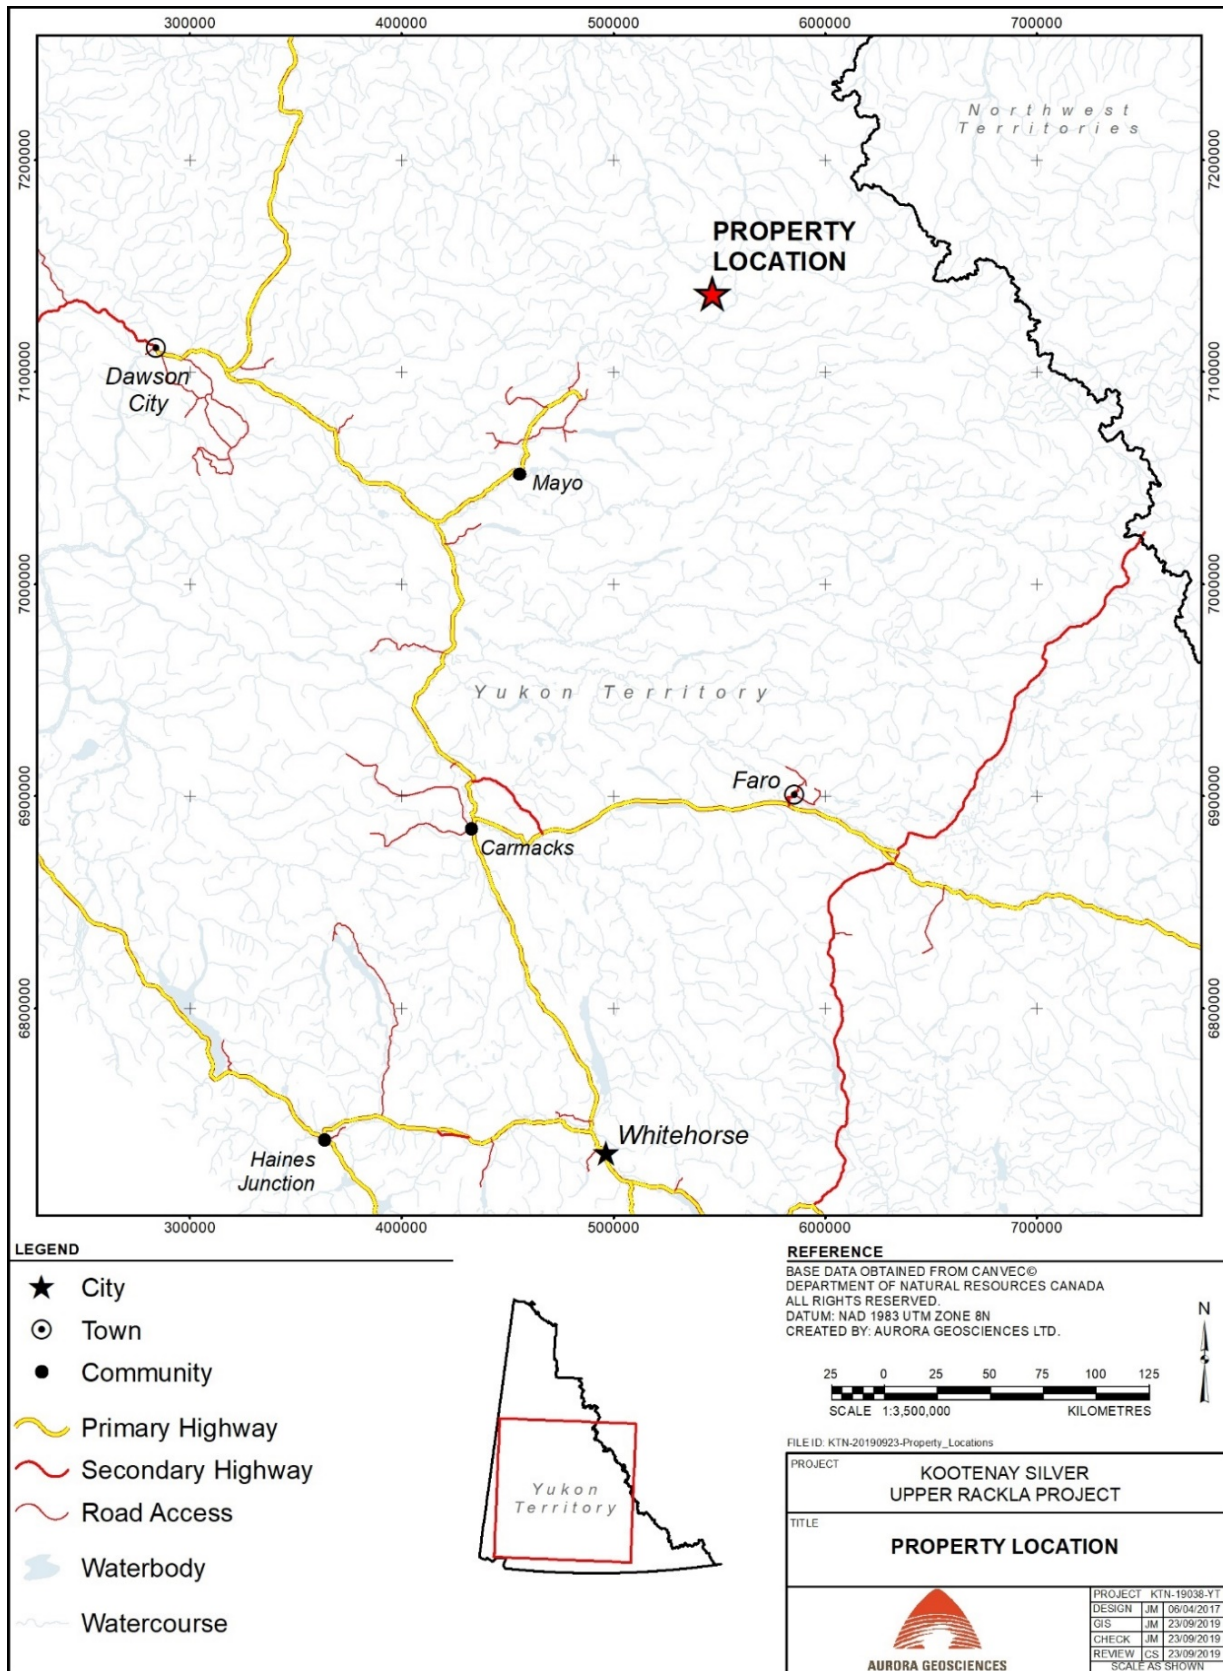 300000
400000
500000
600000
700000
Northwest
Territories
7200000
7200000
PROPERTY
LOCATION
Dawson
City
7100000
7100000
Mayo
7000000
7000000
Yukon Territory
Faro
6900000
6900000
Carmacks
6800000
6800000
Whitehorse
Haines
Junction
300000
400000
500000
600000
700000
LEGEND
City
Town
Community
Primary Highway
Secondary Highway
Road Access
Waterbody
Watercourse
Yukon
Territory
REFERENCE
BASE DATA OBTAINED FROM CANVEC©
DEPARTMENT OF NATURAL RESOURCES CANADA
ALL RIGHTS RESERVED.
DATUM: NAD 1983 UTM ZONE 8N
CREATED BY: AURORA GEOSCIENCES LTD.
N
25 0 25 50 75 100 125
SCALE 1:3,500,000 KILOMETRES
FILE ID: KTN-20190923-Property_Locations
PROJECT
KOOTENAY SILVER
UPPER RACKLA PROJECT
TITLE
PROPERTY LOCATION
AURORA GEOSCIENCES
PROJECT KTN-19038-YT
DESIGN JM 06/04/2017
GIS JM 23/09/2019
CHECK JM 23/09/2019
REVIEW CS 23/09/2019
SCALE AS SHOWN